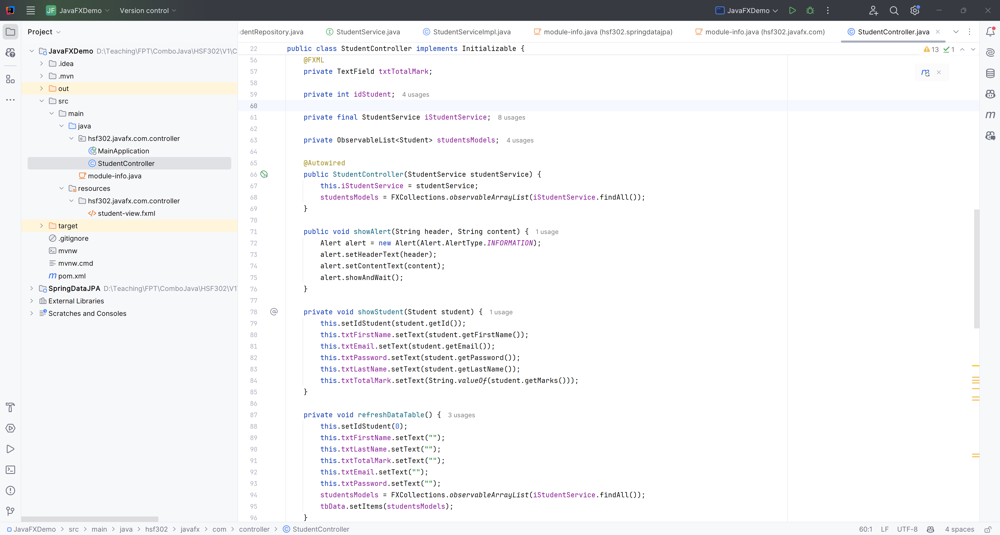 JF JavaFXDemo Version control JavaFXDemo
Project
dentRepository.java StudentService.java StudentServiceImpl.java module-info.java (hsf302.springdatajpa) module-info.java (hsf302.javafx.com) StudentController.java
JavaFXDemo D:\Teaching\FPT\ComboJava\HSF302\V1\C
.idea
.mvn
out
src
main
java
hsf302.javafx.com.controller
MainApplication
StudentController
module-info.java
resources
hsf302.javafx.com.controller
student-view.fxml
target
.gitignore
mvnw
mvnw.cmd
pom.xml
SpringDataJPA D:\Teaching\FPT\ComboJava\HSF302\V1
External Libraries
Scratches and Consoles
22 public class StudentController implements Initializable {
13 1
56 @FXML
57 private TextField txtTotalMark;
58
59 private int idStudent; 4 usages
60
61 private final StudentService iStudentService; 8 usages
62
63 private ObservableList<Student> studentsModels; 4 usages
64
65 @Autowired
66 public StudentController(StudentService studentService) {
67 this.iStudentService = studentService;
68 studentsModels = FXCollections.observableArrayList(iStudentService.findAll());
69 }
70
71 public void showAlert(String header, String content) { 1 usage
72 Alert alert = new Alert(Alert.AlertType.INFORMATION);
73 alert.setHeaderText(header);
74 alert.setContentText(content);
75 alert.showAndWait();
76 }
77
78 @ private void showStudent(Student student) { 1 usage
79 this.setIdStudent(student.getId());
80 this.txtFirstName.setText(student.getFirstName());
81 this.txtEmail.setText(student.getEmail());
82 this.txtPassword.setText(student.getPassword());
83 this.txtLastName.setText(student.getLastName());
84 this.txtTotalMark.setText(String.valueOf(student.getMarks()));
85 }
86
87 private void refreshDataTable() { 3 usages
88 this.setIdStudent(0);
89 this.txtFirstName.setText("");
90 this.txtLastName.setText("");
91 this.txtTotalMark.setText("");
92 this.txtEmail.setText("");
93 this.txtPassword.setText("");
94 studentsModels = FXCollections.observableArrayList(iStudentService.findAll());
95 tbData.setItems(studentsModels);
96 }
JavaFXDemo > src > main > java > hsf302 > javafx > com > controller > StudentController 60:1 LF UTF-8 4 spaces